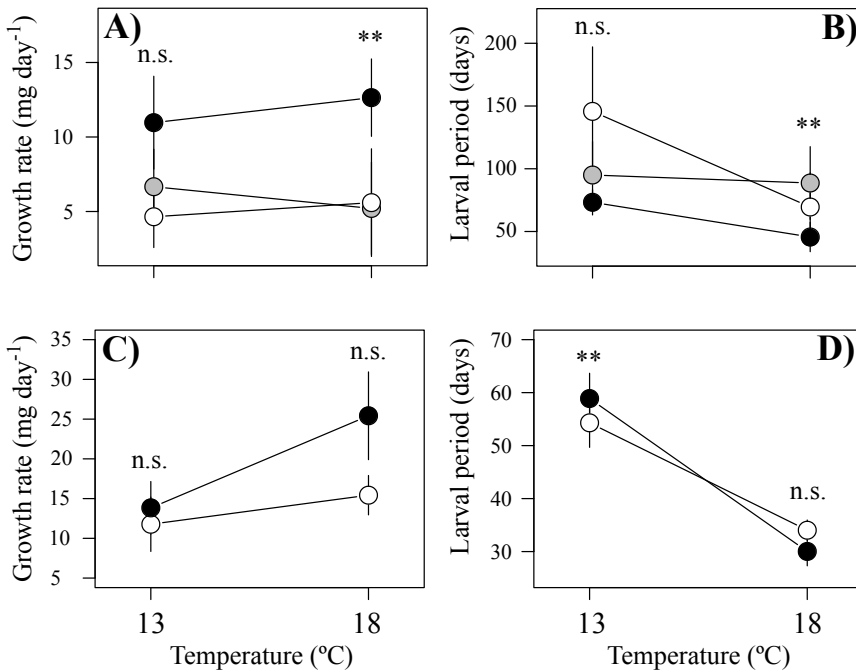 A)
n.s.
**
Growth rate (mg day-1)
15
10
5
B)
n.s.
**
Larval period (days)
200
150
100
50
C)
n.s.
n.s.
Growth rate (mg day-1)
35
30
25
20
15
10
5
13
18
Temperature (ºC)
D)
**
n.s.
Larval period (days)
70
60
50
40
30
13
18
Temperature (ºC)